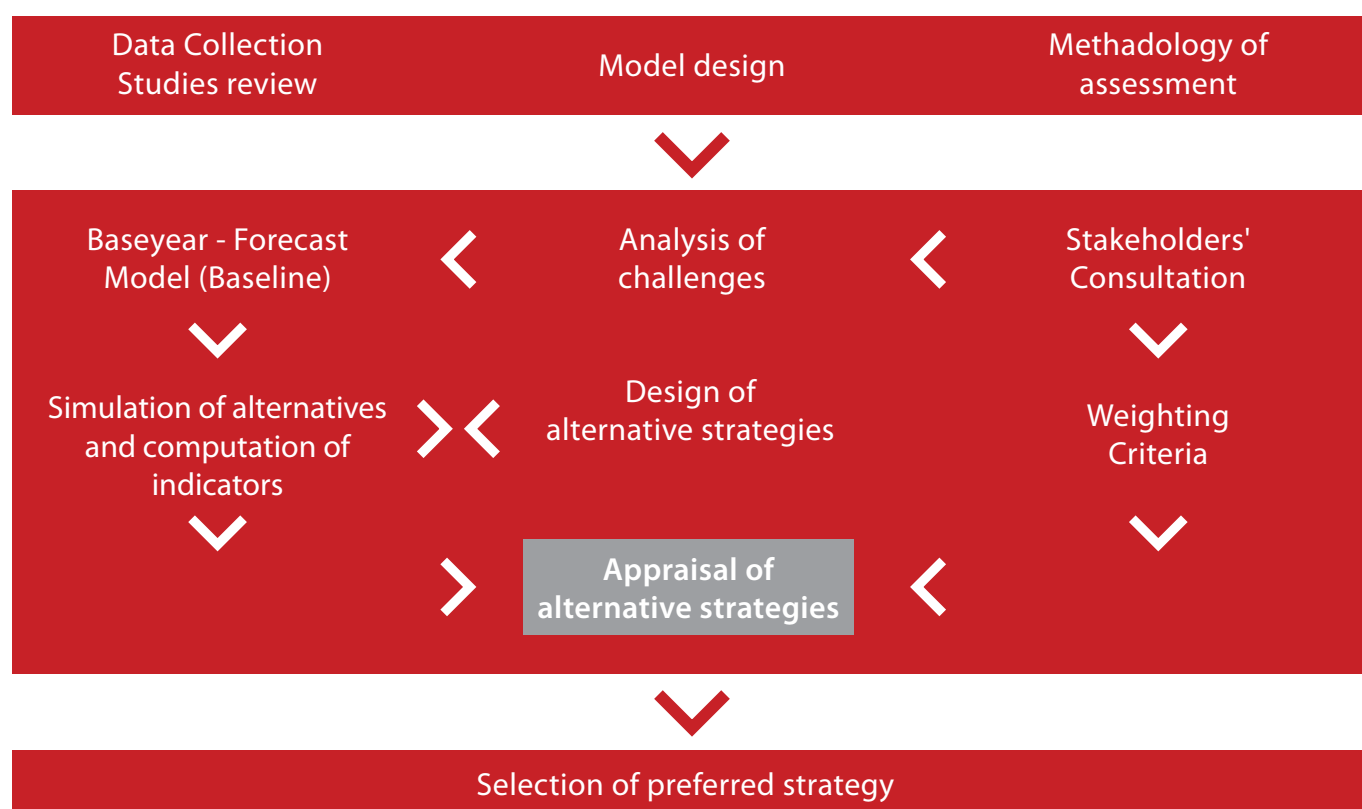 Data Collection
Studies review
Model design
Methadology of
assessment
Baseyear - Forecast
Model (Baseline)
Analysis of
challenges
Stakeholders'
Consultation
Simulation of alternatives
and computation of
indicators
Design of
alternative strategies
Weighting
Criteria
Appraisal of
alternative strategies
Selection of preferred strategy